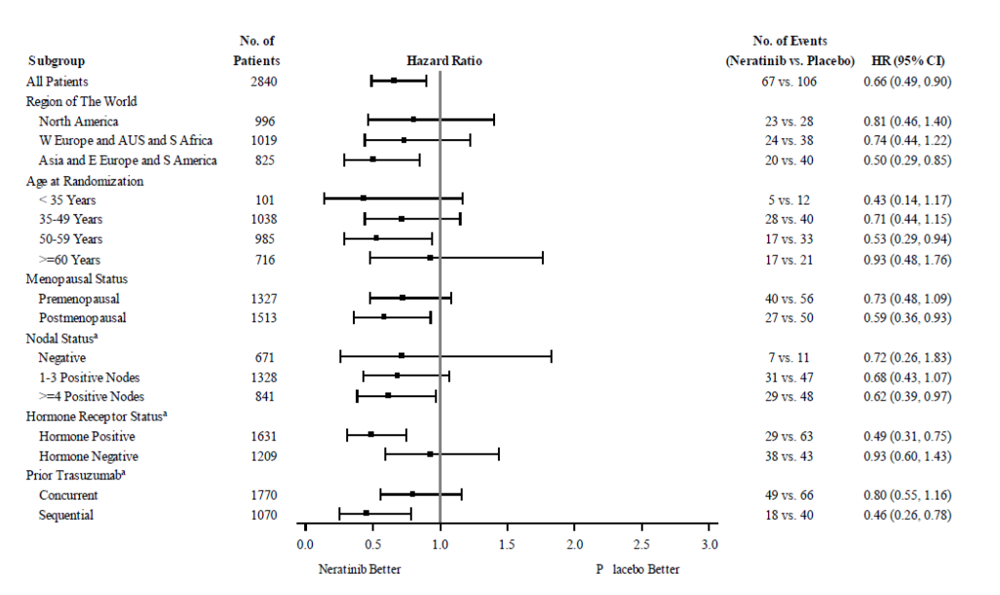 No. of No. of Events
Subgroup Patients Hazard Ratio (Neratinib vs. Placebo) HR (95% CI)
All Patients 2840 67 vs. 106 0.66 (0.49, 0.90)
Region of The World
North America 996 23 vs. 28 0.81 (0.46, 1.40)
W Europe and AUS and S Africa 1019 24 vs. 38 0.74 (0.44, 1.22)
Asia and E Europe and S America 825 20 vs. 40 0.50 (0.29, 0.85)
Age at Randomization
< 35 Years 101 5 vs. 12 0.43 (0.14, 1.17)
35-49 Years 1038 28 vs. 40 0.71 (0.44, 1.15)
50-59 Years 985 17 vs. 33 0.53 (0.29, 0.94)
>=60 Years 716 17 vs. 21 0.93 (0.48, 1.76)
Menopausal Status
Premenopausal 1327 40 vs. 56 0.73 (0.48, 1.09)
Postmenopausal 1513 27 vs. 50 0.59 (0.36, 0.93)
Nodal Statusª
Negative 671 7 vs. 11 0.72 (0.26, 1.83)
1-3 Positive Nodes 1328 31 vs. 47 0.68 (0.43, 1.07)
>=4 Positive Nodes 841 29 vs. 48 0.62 (0.39, 0.97)
Hormone Receptor Statusª
Hormone Positive 1631 29 vs. 63 0.49 (0.31, 0.75)
Hormone Negative 1209 38 vs. 43 0.93 (0.60, 1.43)
Prior Trasuzumabª
Concurrent 1770 49 vs. 66 0.80 (0.55, 1.16)
Sequential 1070 18 vs. 40 0.46 (0.26, 0.78)
0.0 0.5 1.0 1.5 2.0 2.5 3.0
Neratinib Better P lacebo Better